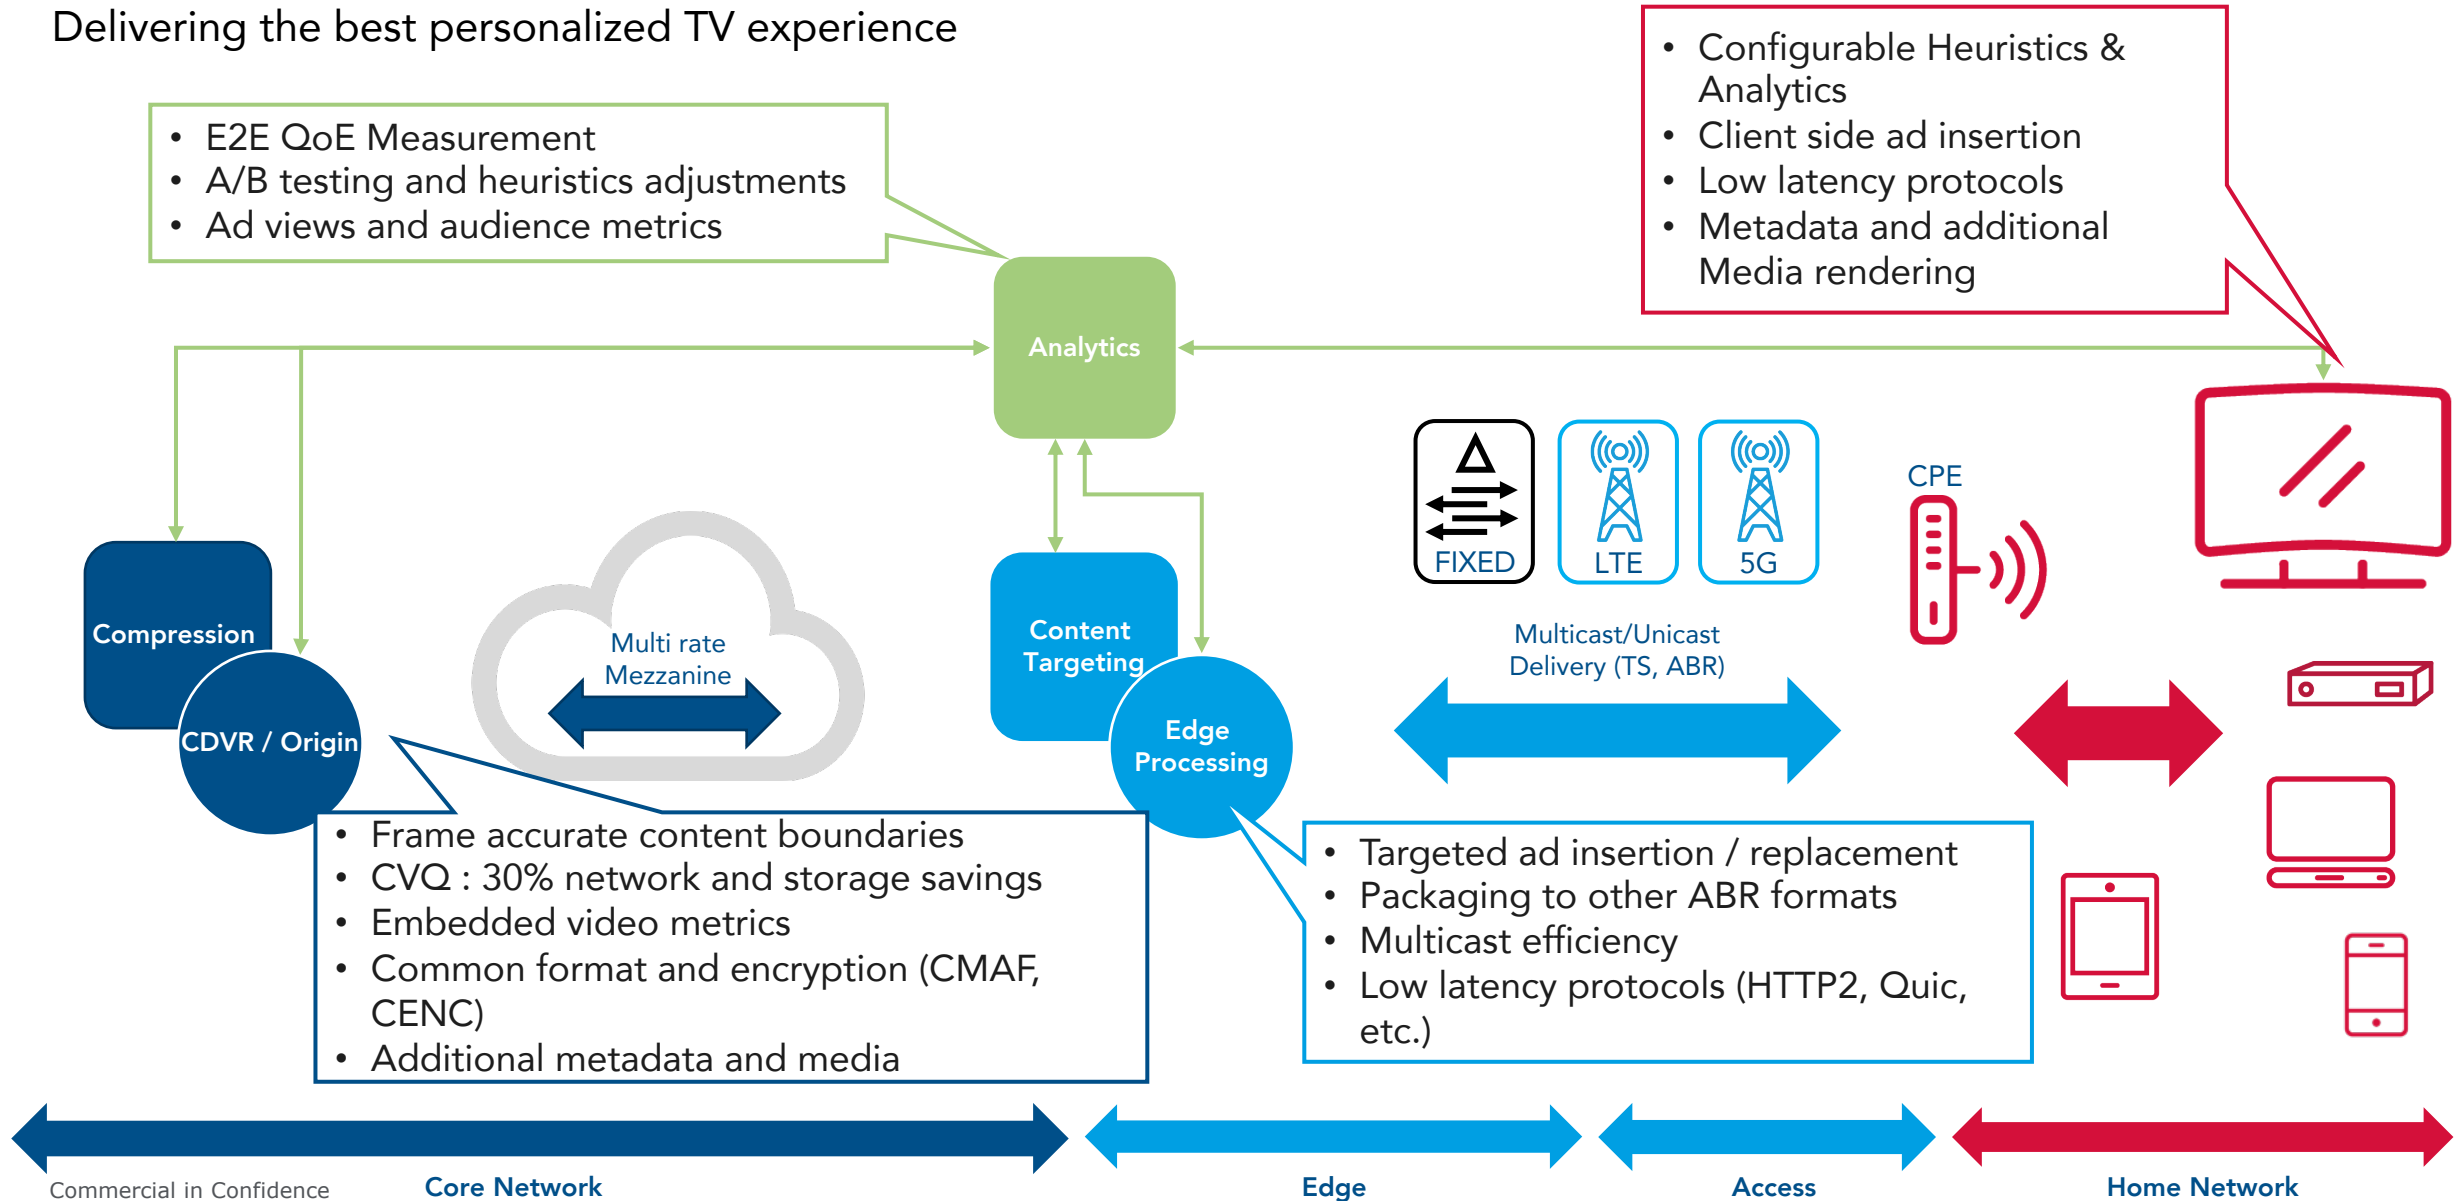 Delivering the best personalized TV experience
• E2E QoE Measurement
• A/B testing and heuristics adjustments
• Ad views and audience metrics
• Configurable Heuristics &
Analytics
• Client side ad insertion
• Low latency protocols
• Metadata and additional
Media rendering
Analytics
FIXED
LTE
5G
CPE
Compression
CDVR / Origin
Multi rate
Mezzanine
Content
Targeting
Edge
Processing
Multicast/Unicast
Delivery (TS, ABR)
• Frame accurate content boundaries
• CVQ : 30% network and storage savings
• Embedded video metrics
• Common format and encryption (CMAF,
CENC)
• Additional metadata and media
• Targeted ad insertion / replacement
• Packaging to other ABR formats
• Multicast efficiency
• Low latency protocols (HTTP2, Quic,
etc.)
Commercial in Confidence
Core Network
Edge
Access
Home Network